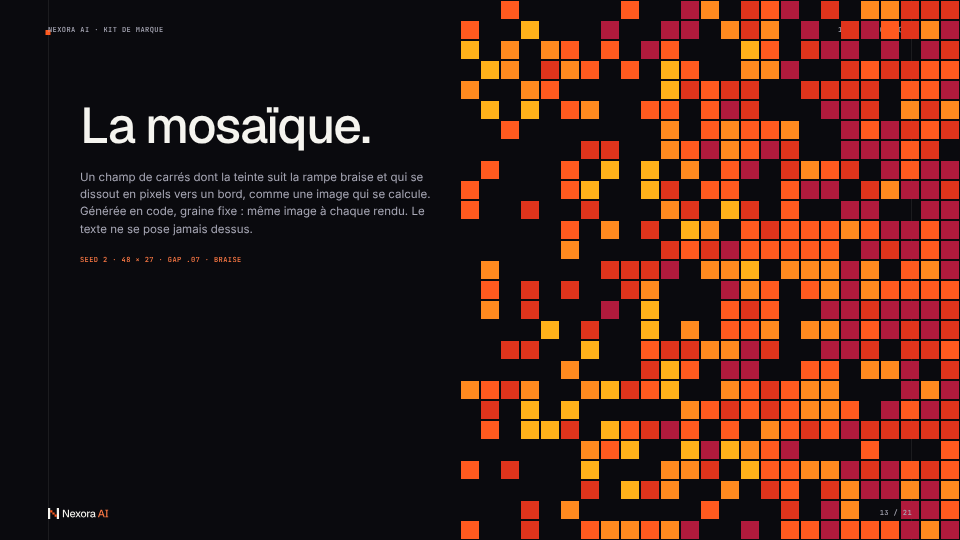 NEXORA AI · KIT DE MARQUE
La mosaïque.
Un champ de carrés dont la teinte suit la rampe braise et qui se
dissout en pixels vers un bord, comme une image qui se calcule.
Générée en code, graine fixe : même image à chaque rendu. Le
texte ne se pose jamais dessus.
SEED 2 · 48 × 27 · GAP .07 · BRAISE
Nexora AI
13 / 21